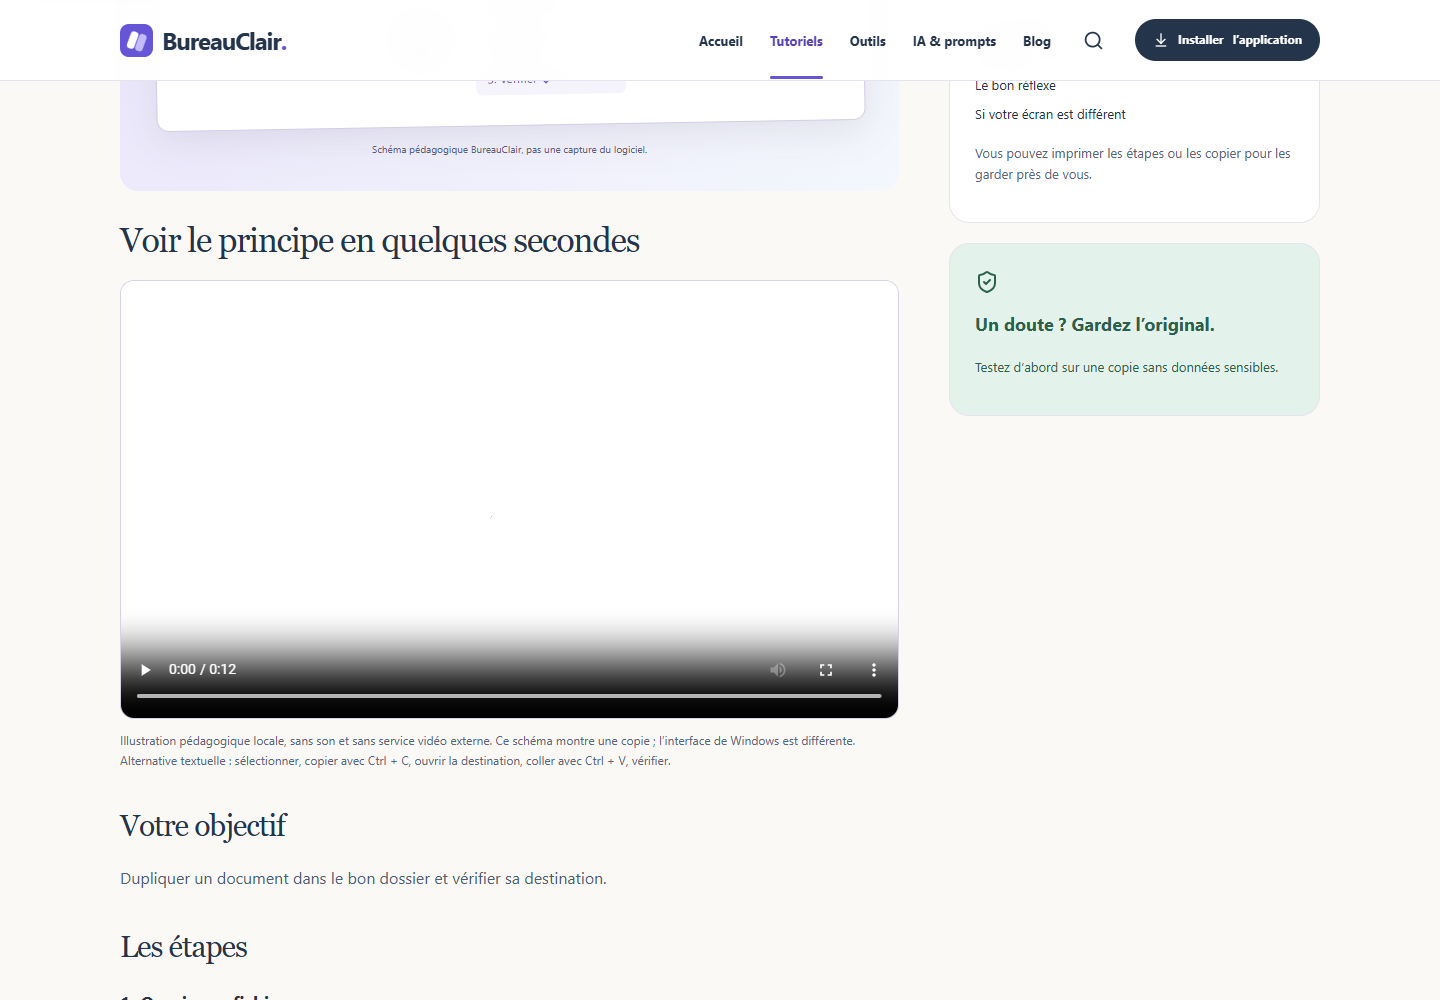 BureauClair.
Accueil
Tutoriels
Outils
IA & prompts
Blog
Installer l’application
Schéma pédagogique BureauClair, pas une capture du logiciel.
Le bon réflexe
Si votre écran est différent
Vous pouvez imprimer les étapes ou les copier pour les
garder près de vous.
Voir le principe en quelques secondes
Un doute ? Gardez l’original.
Testez d’abord sur une copie sans données sensibles.
0:00 / 0:12
Illustration pédagogique locale, sans son et sans service vidéo externe. Ce schéma montre une copie ; l’interface de Windows est différente.
Alternative textuelle : sélectionner, copier avec Ctrl + C, ouvrir la destination, coller avec Ctrl + V, vérifier.
Votre objectif
Dupliquer un document dans le bon dossier et vérifier sa destination.
Les étapes